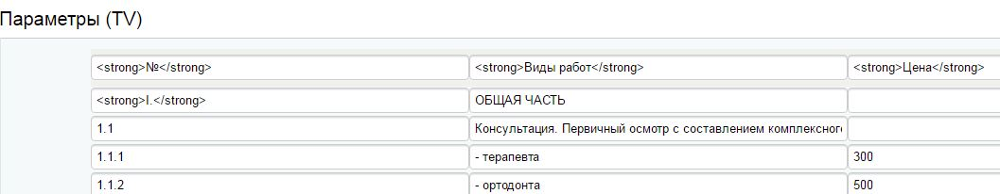 Параметры (TV)
<strong>№</strong> <strong>Виды работ</strong> <strong>Цена</strong>
<strong>I.</strong> ОБЩАЯ ЧАСТЬ
1.1 Консультация. Первичный осмотр с составлением комплексног
1.1.1 - терапевта 300
1.1.2 - ортодонта 500